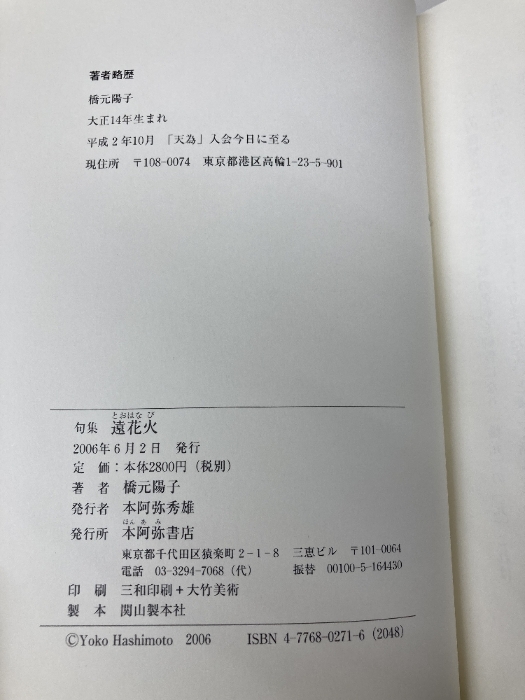 著者略歴
橋元陽子
大正14年生まれ
平成2年10月 「天為」入会今日に至る
現住所 〒108-0074 東京都港区高輪1-23-5-901
とおはなび
句集 遠花火
2006年6月2日 発行
定価：本体2800円（税別）
著者 橋元陽子
発行者 本阿弥秀雄
ほんあみ
発行所 本阿弥書店
東京都千代田区猿楽町2-1-8 三恵ビル 〒101-0064
電話 03-3294-7068（代） 振替 00100-5-164430
印刷 三和印刷＋大竹美術
製本 関山製本社
©Yoko Hashimoto 2006 ISBN 4-7768-0271-6 (2048)